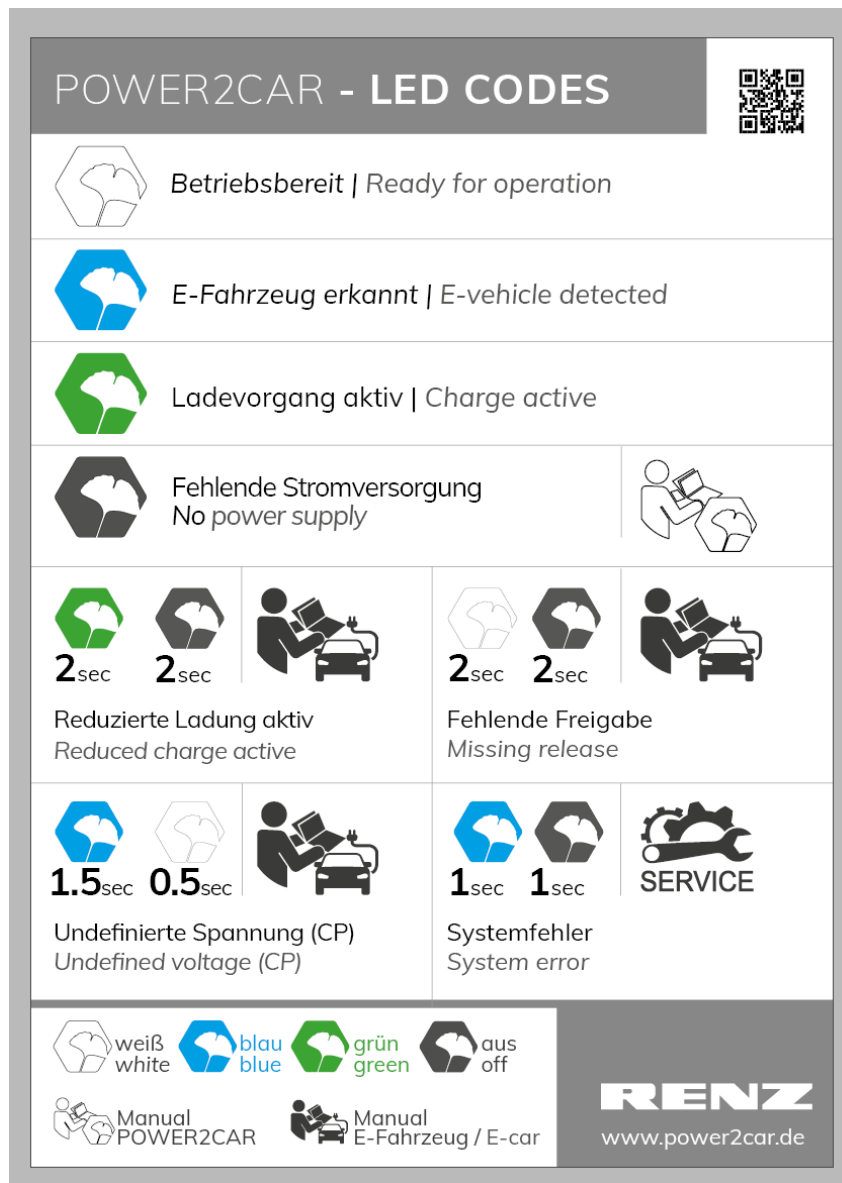 POWER2CAR - LED CODES
Betriebsbereit | Ready for operation
E-Fahrzeug erkannt | E-vehicle detected
Ladevorgang aktiv | Charge active
Fehlende Stromversorgung
No power supply
2sec 2sec
Reduzierte Ladung aktiv
Reduced charge active
2sec 2sec
Fehlende Freigabe
Missing release
1.5sec 0.5sec
Undefinierte Spannung (CP)
Undefined voltage (CP)
1sec 1sec
SERVICE
Systemfehler
System error
weiß
white
blau
blue
grün
green
aus
off
Manual
POWER2CAR
Manual
E-Fahrzeug / E-car
RENZ
www.power2car.de